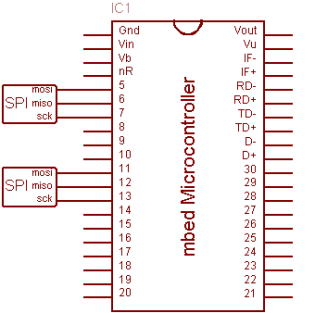 IC1
Gnd Vout
Vin Vu
Vb IF-
nR IF+
mosi 5 RD-
SPI miso 6 RD+
sck 7 TD-
8 TD+
9 D-
10 D+
mosi 11 30
SPI miso 12 29
sck 13 28
14 27
15 26
16 25
17 24
18 23
19 22
20 21
mbed Microcontroller